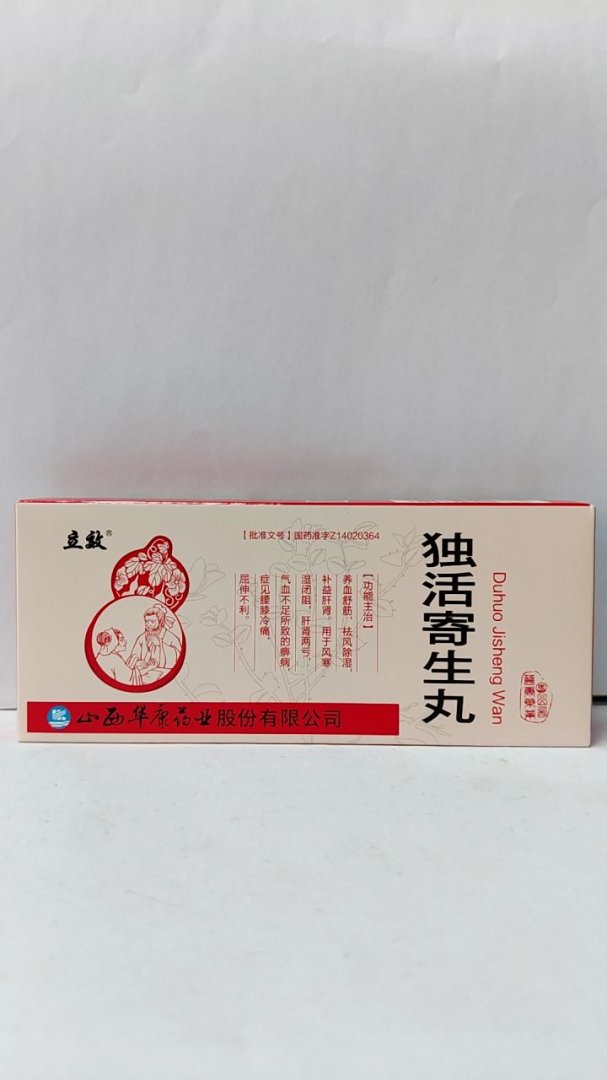 立效®
【批准文号】国药准字Z14020364
独活寄生丸
Duhuo Jisheng Wan
【功能主治】
养血舒筋，祛风除湿，
补益肝肾。用于风寒
湿闭阻，肝肾两亏，
气血不足所致的痹病，
症见腰膝冷痛，
屈伸不利。
山西华康药业股份有限公司